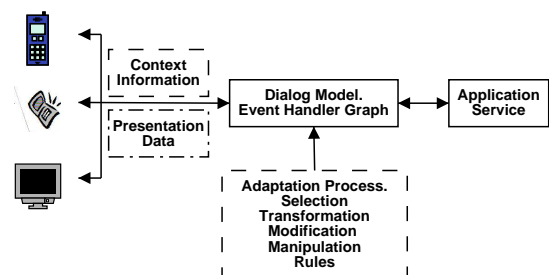 Context
Information
Presentation
Data
Dialog Model.
Event Handler Graph
Application
Service
Adaptation Process.
Selection
Transformation
Modification
Manipulation
Rules